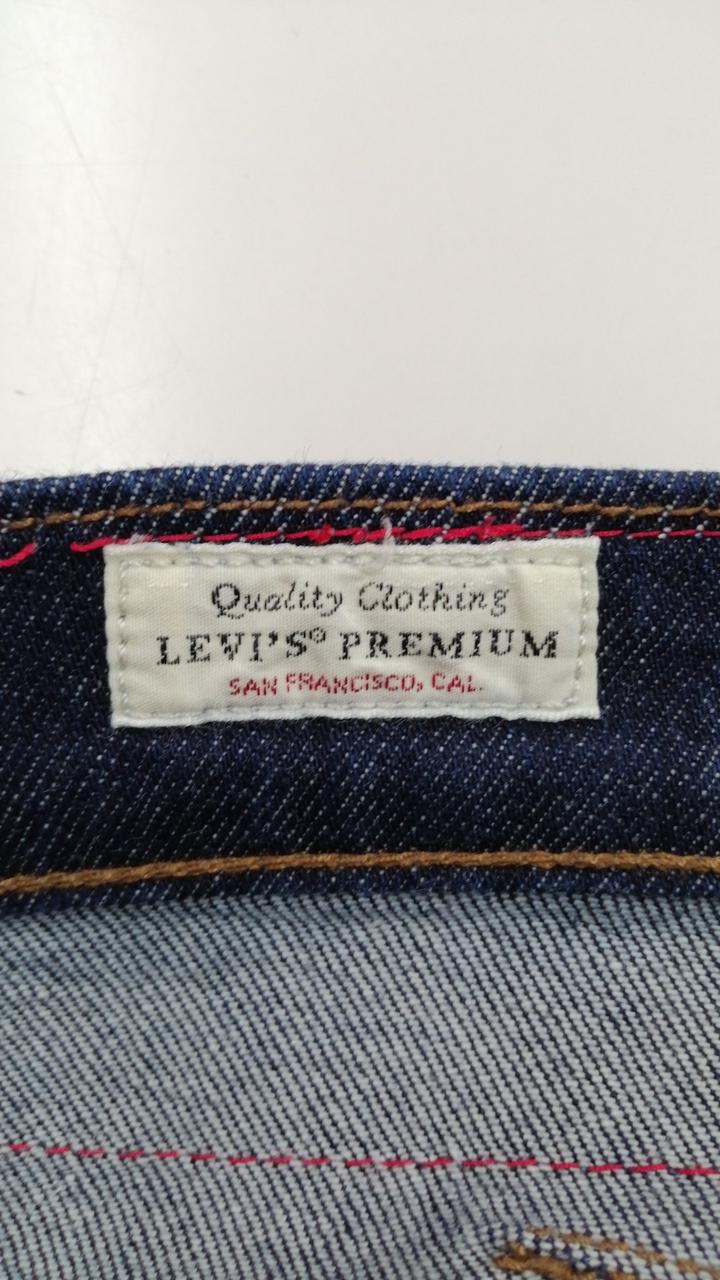 Quality Clothing
LEVI'S® PREMIUM
SAN FRANCISCO, CAL.